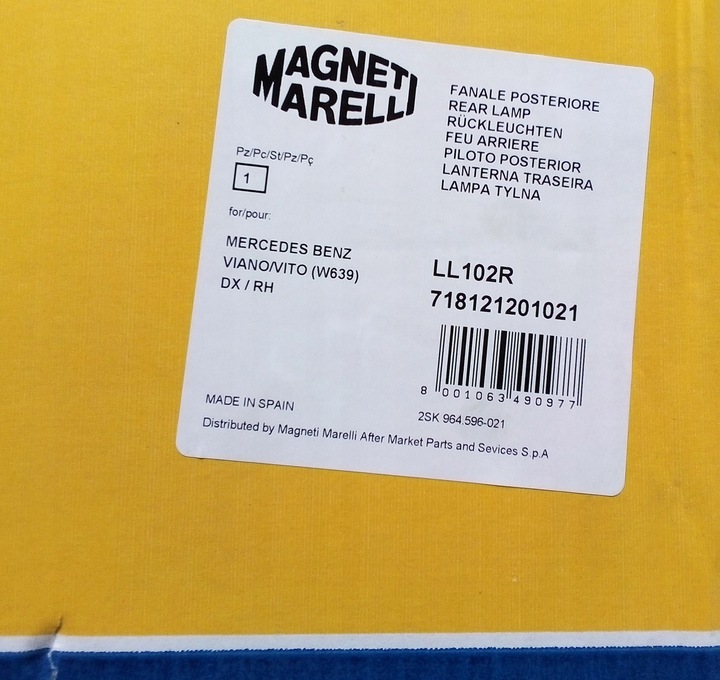 MAGNETI
MARELLI
FANALE POSTERIORE
REAR LAMP
RÜCKLEUCHTEN
FEU ARRIERE
PILOTO POSTERIOR
LANTERNA TRASEIRA
LAMPA TYLNA
Pz/Pc/St/Pz/Pç
1
for/pour:
MERCEDES BENZ
VIANO/VITO (W639)
DX / RH
LL102R
718121201021
8 001063 490977
2SK 964.596-021
MADE IN SPAIN
Distributed by Magneti Marelli After Market Parts and Sevices S.p.A